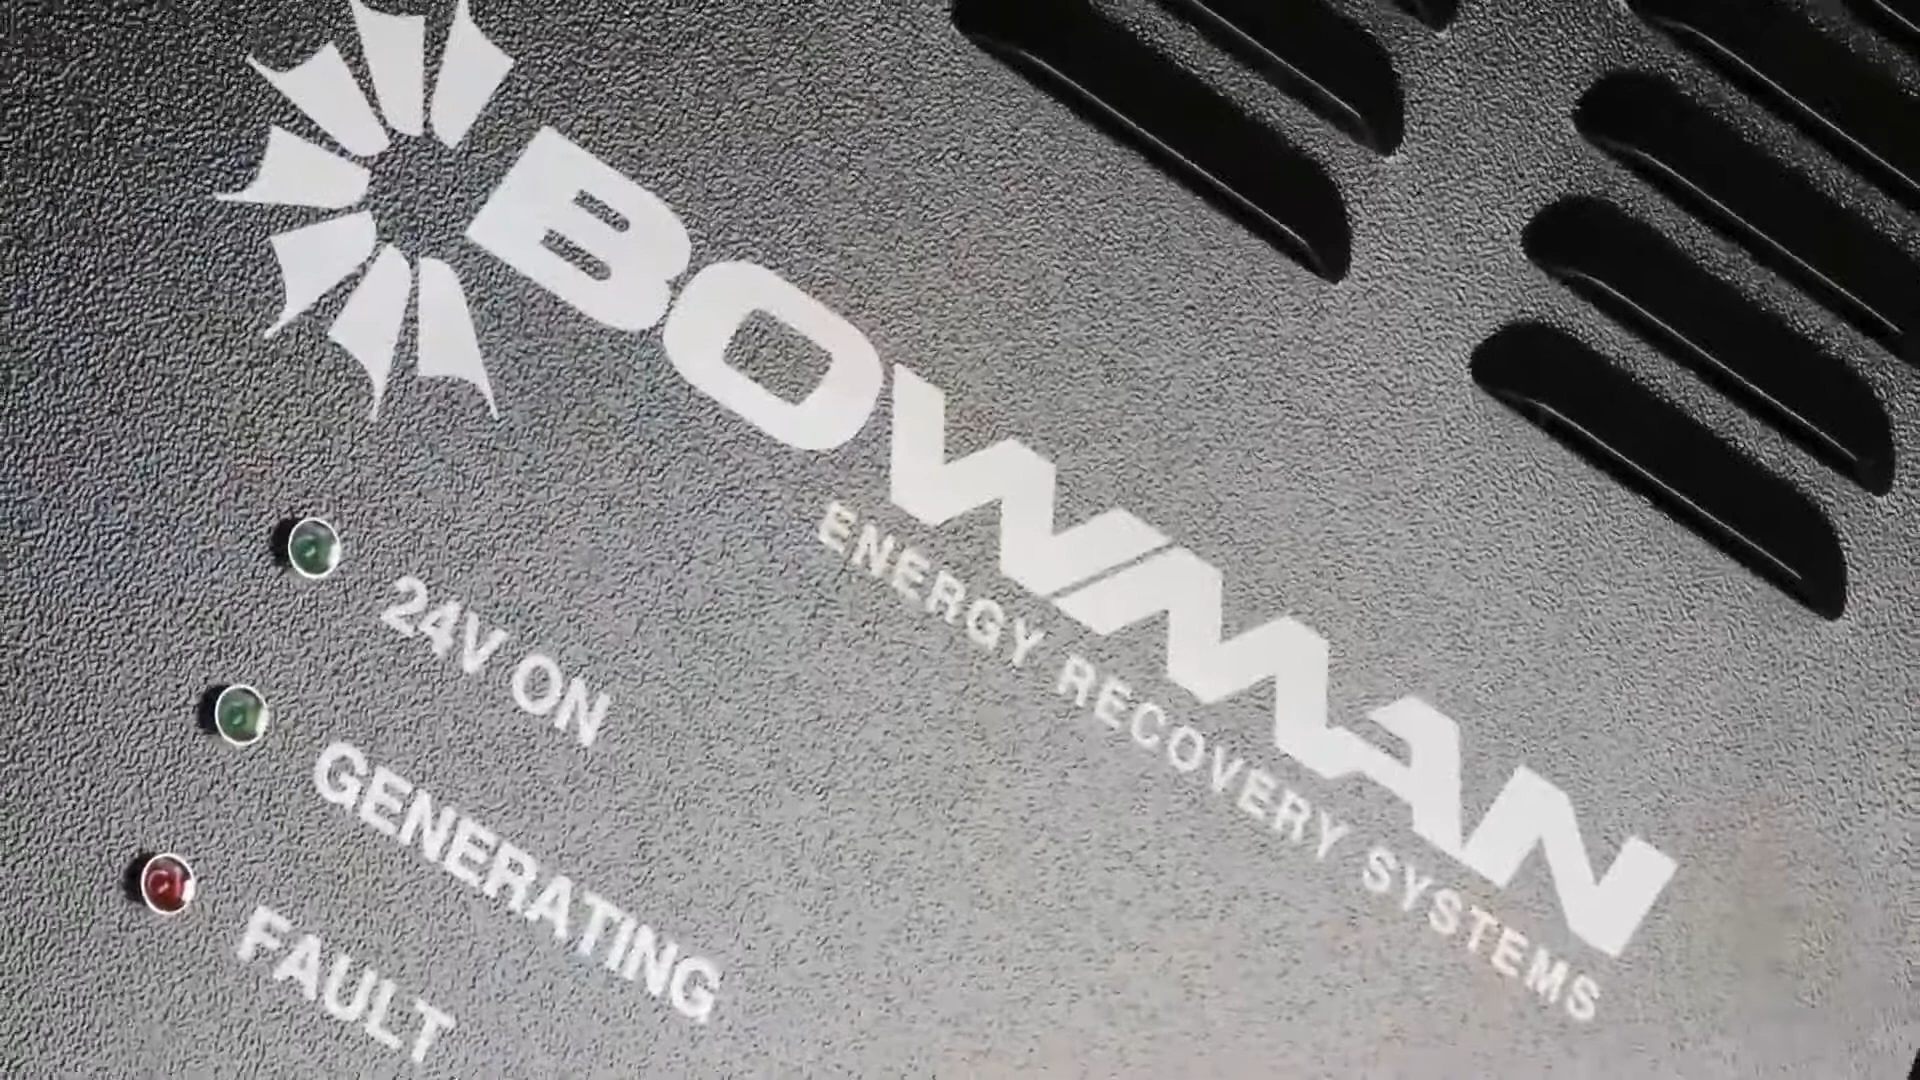 BOWMAN
ENERGY RECOVERY SYSTEMS
24V ON
GENERATING
FAULT